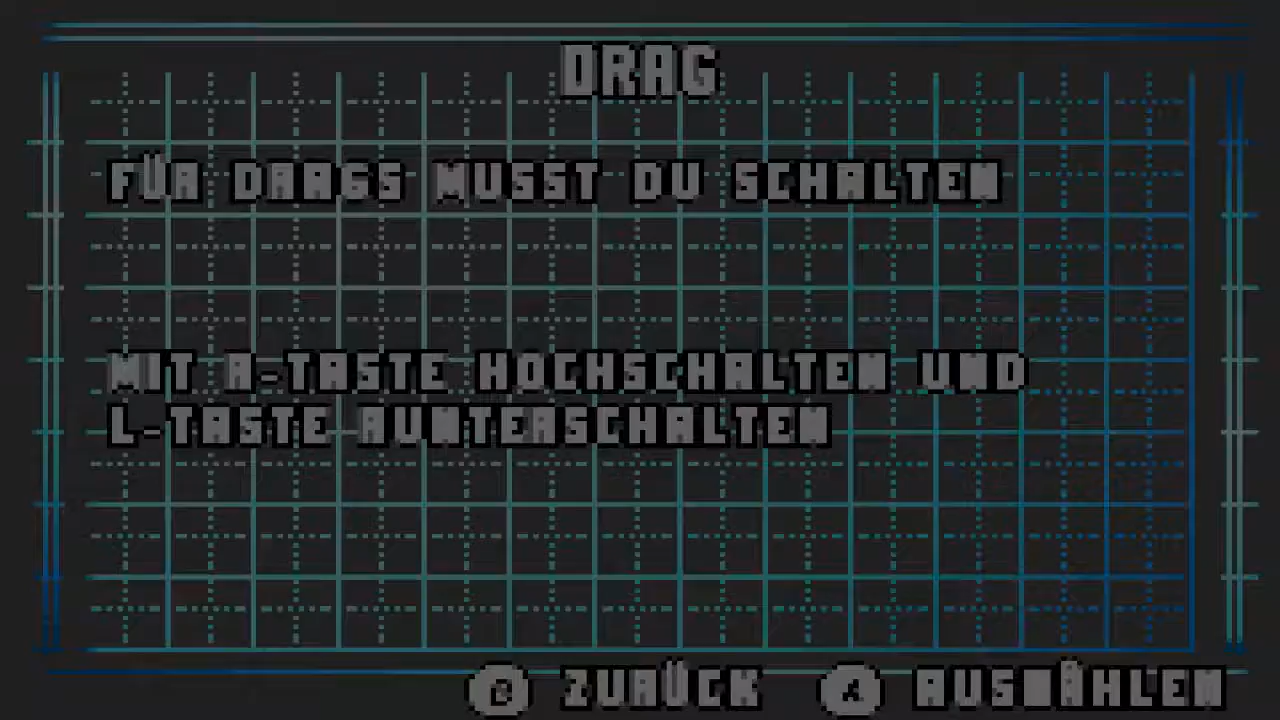 DRAG
FÜR DRAGS MUSST DU SCHALTEN
MIT R-TASTE HOCHSCHALTEN UND
L-TASTE RUNTERSCHALTEN
B ZURÜCK A AUSWÄHLEN